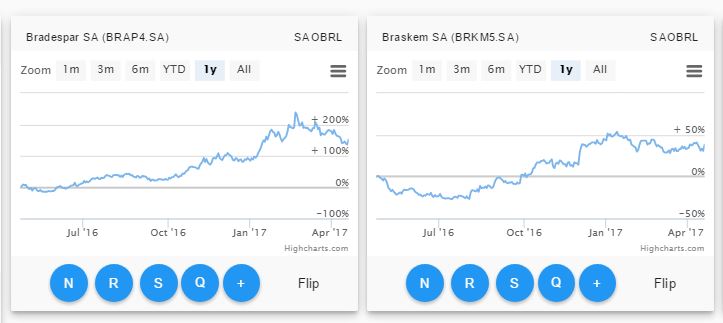 Bradespar SA (BRAP4.SA) SAOBRL
Zoom 1m 3m 6m YTD 1y All
+ 200%
+ 100%
0%
-100%
Jul '16 Oct '16 Jan '17 Apr '17
Highcharts.com
N R S Q + Flip
Braskem SA (BRKM5.SA) SAOBRL
Zoom 1m 3m 6m YTD 1y All
+ 50%
0%
-50%
Jul '16 Oct '16 Jan '17 Apr '17
Highcharts.com
N R S Q + Flip